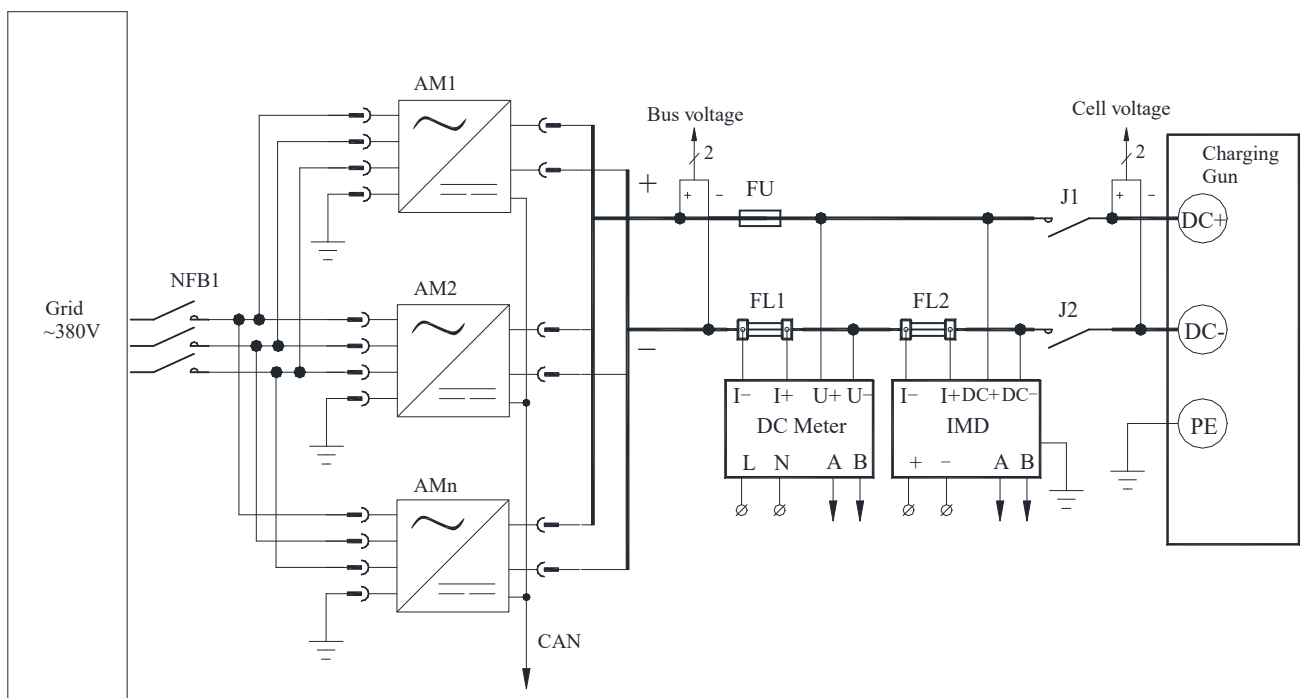 AM1
Bus voltage
2
Cell voltage
2
Charging
Gun
+
+ −
FU
J1
+ −
DC+
NFB1
AM2
Grid
~380V
FL1
FL2
J2
−
DC-
I− I+ U+ U−
DC Meter
L N A B
I− I+ DC+ DC−
IMD
+ − A B
PE
AMn
CAN